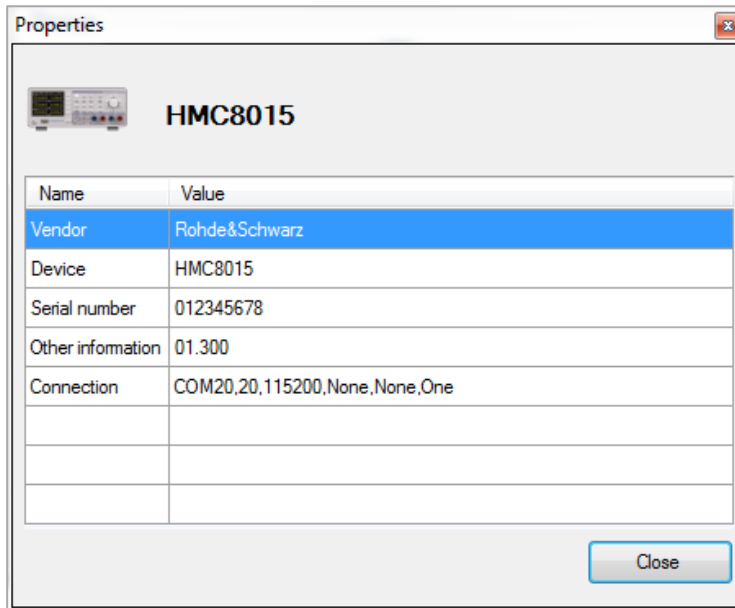 Properties
HMC8015
Name Value
Vendor Rohde&Schwarz
Device HMC8015
Serial number 012345678
Other information 01.300
Connection COM20,20,115200,None,None,One
Close